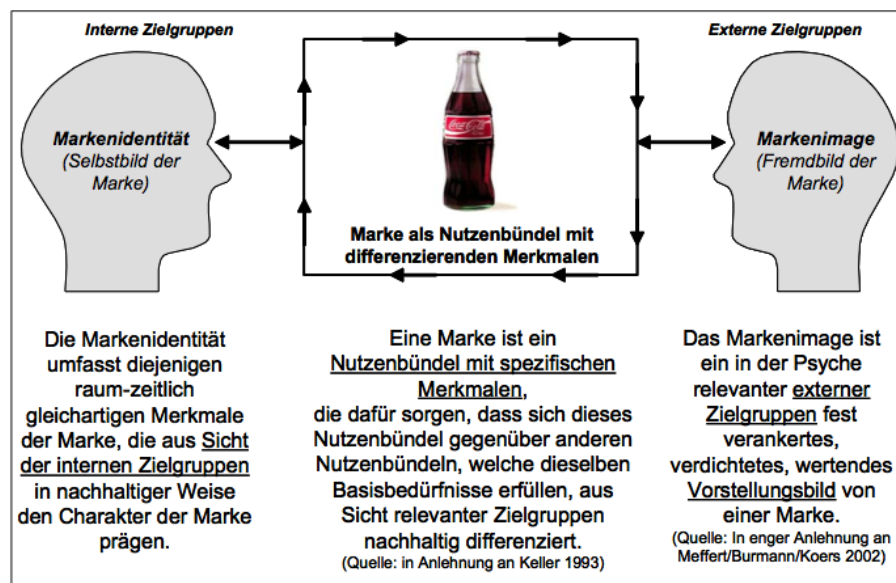 Interne Zielgruppen
Externe Zielgruppen
Markenidentität
(Selbstbild der
Marke)
Coca-Cola
Markenimage
(Fremdbild der
Marke)
Marke als Nutzenbündel mit
differenzierenden Merkmalen
Die Markenidentität
umfasst diejenigen
raum-zeitlich
gleichartigen Merkmale
der Marke, die aus Sicht
der internen Zielgruppen
in nachhaltiger Weise
den Charakter der Marke
prägen.
Eine Marke ist ein
Nutzenbündel mit spezifischen
Merkmalen,
die dafür sorgen, dass sich dieses
Nutzenbündel gegenüber anderen
Nutzenbündeln, welche dieselben
Basisbedürfnisse erfüllen, aus
Sicht relevanter Zielgruppen
nachhaltig differenziert.
(Quelle: in Anlehnung an Keller 1993)
Das Markenimage ist
ein in der Psyche
relevanter externer
Zielgruppen fest
verankertes,
verdichtetes, wertendes
Vorstellungsbild von
einer Marke.
(Quelle: In enger Anlehnung an
Meffert/Burmann/Koers 2002)